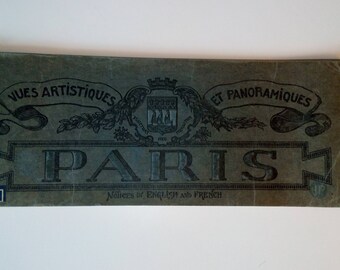 VUES ARTISTIQUES ET PANORAMIQUES
PARIS
NOTICES IN ENGLISH AND FRENCH